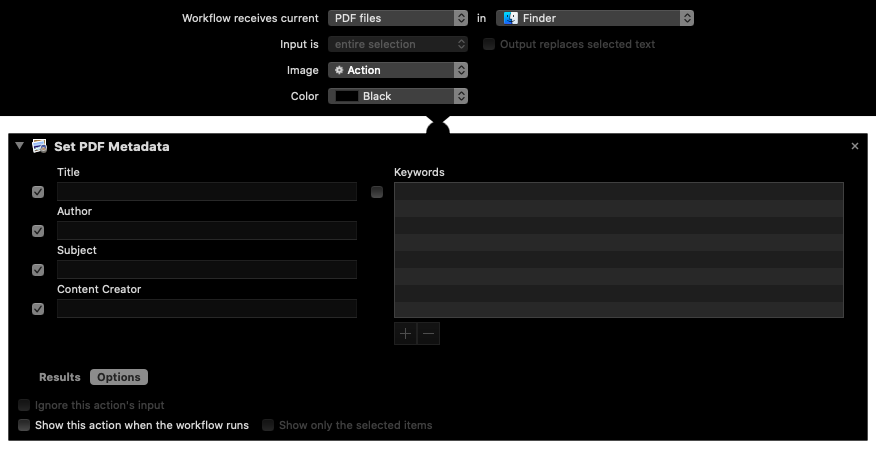 Workflow receives current PDF files in Finder
Input is entire selection Output replaces selected text
Image Action
Color Black
Set PDF Metadata
Title
Keywords
Author
Subject
Content Creator
Results Options
Ignore this action's input
Show this action when the workflow runs Show only the selected items